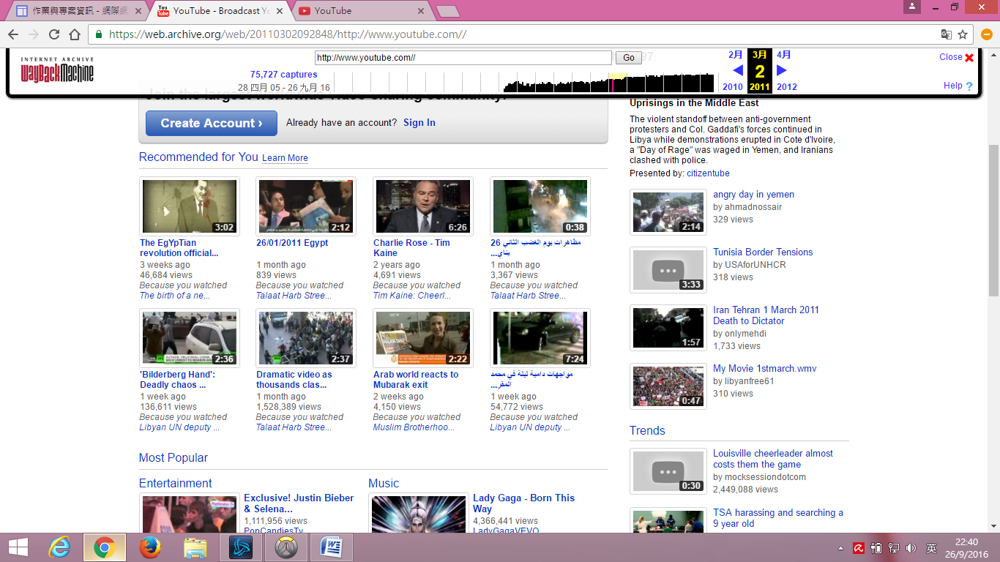 作業與專案資訊 - 網際網
YouTube - Broadcast Yo
YouTube
https://web.archive.org/web/20110302092848/http://www.youtube.com//
INTERNET ARCHIVE
WayBackMachine
http://www.youtube.com//
Go
2月 3月 4月
Close
75,727 captures
28 四月 05 - 26 九月 16
2
2010 2011 2012
Help ?
Join the largest worldwide video-sharing community!
Create Account ›
Already have an account? Sign In
Recommended for You Learn More
3:02
The EgYpTian
revolution official...
3 weeks ago
46,684 views
Because you watched
The birth of a ne...
2:12
26/01/2011 Egypt
1 month ago
839 views
Because you watched
Talaat Harb Stree...
6:26
Charlie Rose - Tim
Kaine
2 years ago
4,691 views
Because you watched
Tim Kaine: Cheerl...
0:38
مظاهرات يوم الغضب الثاني 26
يناي...
1 month ago
3,367 views
Because you watched
Talaat Harb Stree...
2:36
'Bilderberg Hand':
Deadly chaos ...
1 week ago
136,611 views
Because you watched
Libyan UN deputy ...
2:37
Dramatic video as
thousands clas...
1 month ago
1,528,389 views
Because you watched
Talaat Harb Stree...
2:22
Arab world reacts to
Mubarak exit
2 weeks ago
4,150 views
Because you watched
Muslim Brotherhoo...
7:24
مواجهات دامية ليلة في محمد
المقر...
1 week ago
54,772 views
Because you watched
Libyan UN deputy ...
Most Popular
Entertainment
Exclusive! Justin Bieber
& Selena...
1,111,956 views
PopCandiesTv
Music
Lady Gaga - Born This
Way
4,366,441 views
LadyGagaVEVO
Uprisings in the Middle East
The violent standoff between anti-government
protesters and Col. Gaddafi's forces continued in
Libya while demonstrations erupted in Cote d'Ivoire,
a "Day of Rage" was waged in Yemen, and Iranians
clashed with police.
Presented by: citizentube
2:14
angry day in yemen
by ahmadnossair
329 views
3:33
Tunisia Border Tensions
by USAforUNHCR
318 views
1:57
Iran Tehran 1 March 2011
Death to Dictator
by onlymehdi
1,733 views
0:47
My Movie 1stmarch.wmv
by libyanfree61
310 views
Trends
0:30
Louisville cheerleader almost
costs them the game
by mocksessiondotcom
2,449,088 views
TSA harassing and searching a
9 year old
英
22:40
26/9/2016